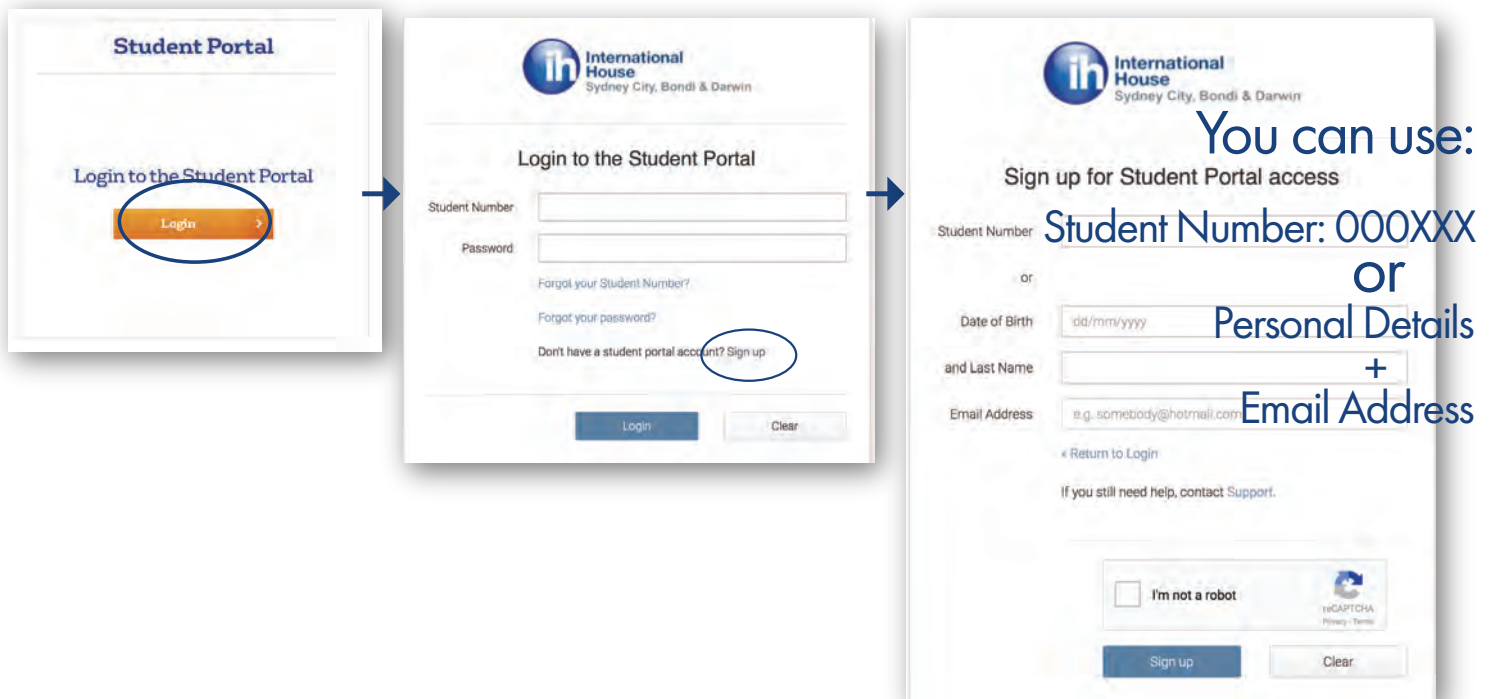 Student Portal
Login to the Student Portal
Login >
ih International
House
Sydney City, Bondi & Darwin
Login to the Student Portal
Student Number
Password
Forgot your Student Number?
Forgot your password?
Don't have a student portal account? Sign up
Login Clear
ih International
House
Sydney City, Bondi & Darwin
You can use:
Sign up for Student Portal access
Student Number
Student Number: 000XXX
or
or
Date of Birth dd/mm/yyyy
Personal Details
and Last Name
+
Email Address e.g. somebody@hotmail.com
Email Address
« Return to Login
If you still need help, contact Support.
I'm not a robot
reCAPTCHA
Privacy - Terms
Sign up Clear